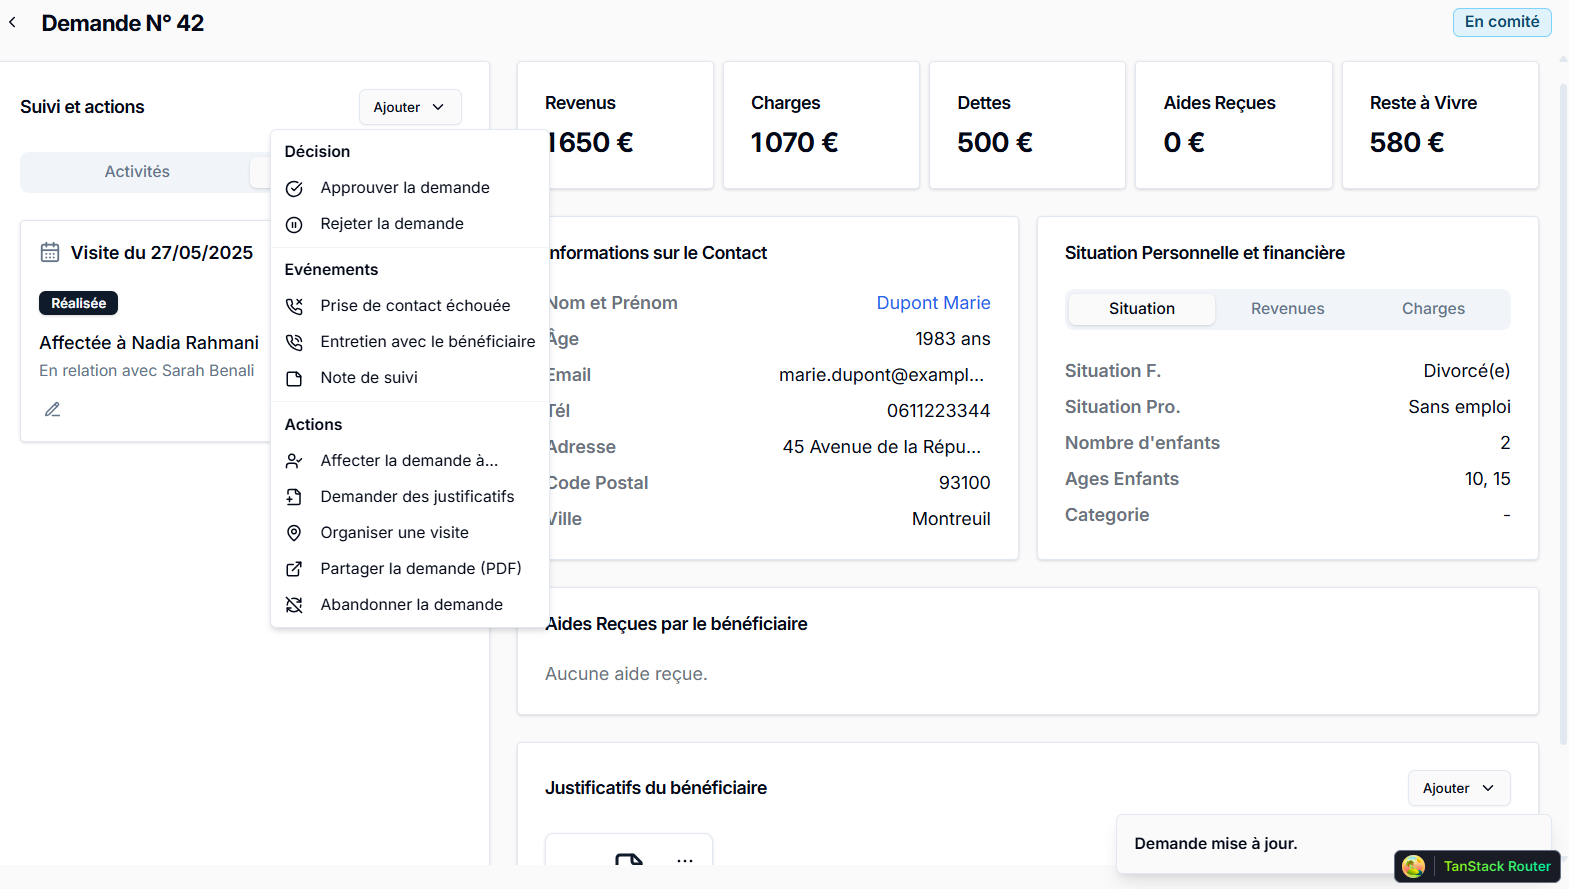 Demande N° 42
En comité
Suivi et actions
Ajouter
Activités
Visite du 27/05/2025
Réalisée
Affectée à Nadia Rahmani
En relation avec Sarah Benali
Décision
Approuver la demande
Rejeter la demande
Evénements
Prise de contact échouée
Entretien avec le bénéficiaire
Note de suivi
Actions
Affecter la demande à...
Demander des justificatifs
Organiser une visite
Partager la demande (PDF)
Abandonner la demande
Revenus
1650 €
Charges
1070 €
Dettes
500 €
Aides Reçues
0 €
Reste à Vivre
580 €
nformations sur le Contact
Nom et Prénom Dupont Marie
Âge 1983 ans
Email marie.dupont@exampl...
Tél 0611223344
Adresse 45 Avenue de la Répu...
Code Postal 93100
Ville Montreuil
Situation Personnelle et financière
Situation Revenues Charges
Situation F. Divorcé(e)
Situation Pro. Sans emploi
Nombre d'enfants 2
Ages Enfants 10, 15
Categorie -
Aides Reçues par le bénéficiaire
Aucune aide reçue.
Justificatifs du bénéficiaire
Ajouter
...
Demande mise à jour.
TanStack Router